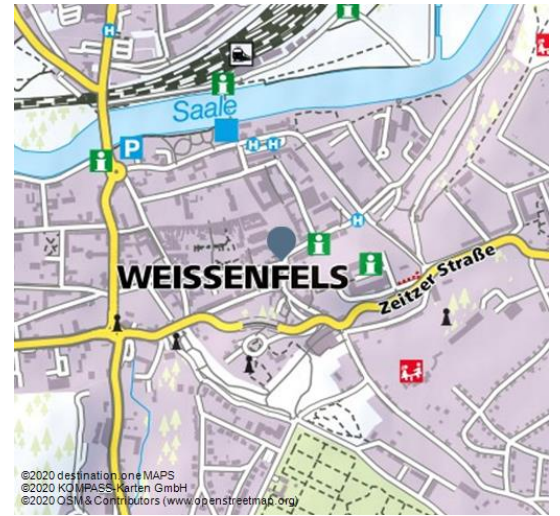 H
i
i
Saale
P
H H
i
H
i
i
WEISSENFELS
Zeitzer Straße
©2020 destination.one MAPS
©2020 KOMPASS-Karten GmbH
©2020 OSM & Contributors (www.openstreetmap.org)